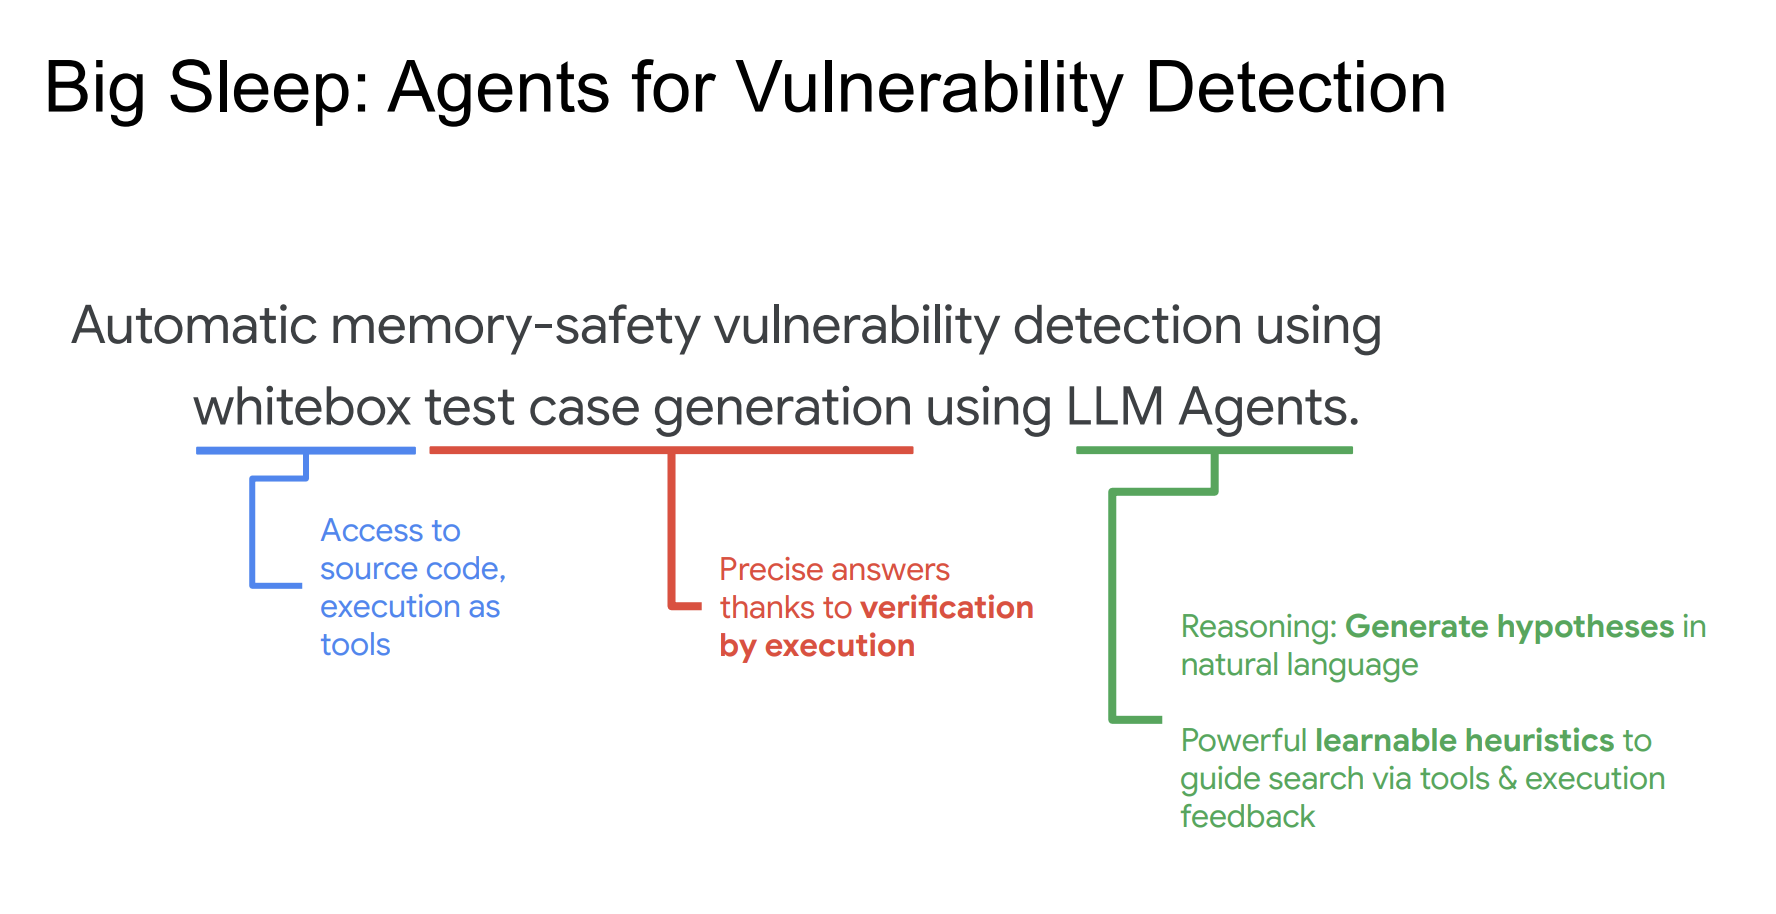 Big Sleep: Agents for Vulnerability Detection
Automatic memory-safety vulnerability detection using
whitebox test case generation using LLM Agents.
Access to
source code,
execution as
tools
Precise answers
thanks to verification
by execution
Reasoning: Generate hypotheses in
natural language
Powerful learnable heuristics to
guide search via tools & execution
feedback